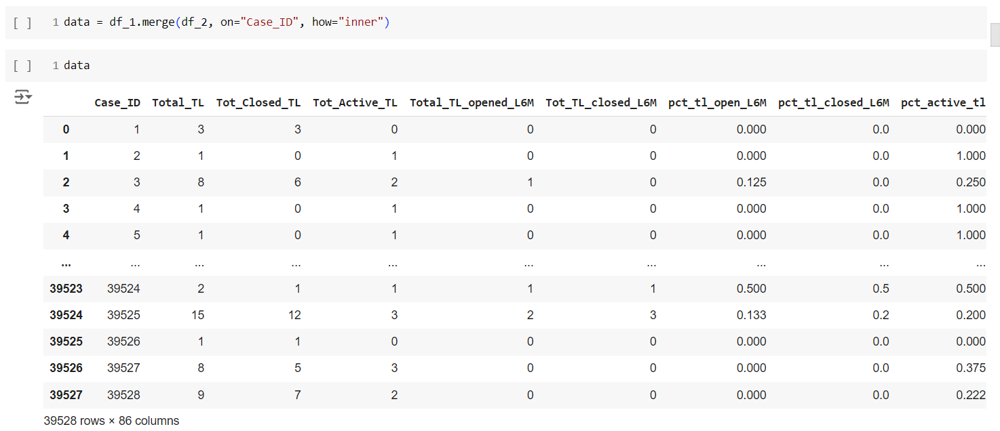 [ ] 1 data = df_1.merge(df_2, on="Case_ID", how="inner")
[ ] 1 data
Case_ID Total_TL Tot_Closed_TL Tot_Active_TL Total_TL_opened_L6M Tot_TL_closed_L6M pct_tl_open_L6M pct_tl_closed_L6M pct_active_tl
0 1 3 3 0 0 0 0.000 0.0 0.000
1 2 1 0 1 0 0 0.000 0.0 1.000
2 3 8 6 2 1 0 0.125 0.0 0.250
3 4 1 0 1 0 0 0.000 0.0 1.000
4 5 1 0 1 0 0 0.000 0.0 1.000
... ... ... ... ... ... ... ... ... ...
39523 39524 2 1 1 1 1 0.500 0.5 0.500
39524 39525 15 12 3 2 3 0.133 0.2 0.200
39525 39526 1 1 0 0 0 0.000 0.0 0.000
39526 39527 8 5 3 0 0 0.000 0.0 0.375
39527 39528 9 7 2 0 0 0.000 0.0 0.222
39528 rows × 86 columns